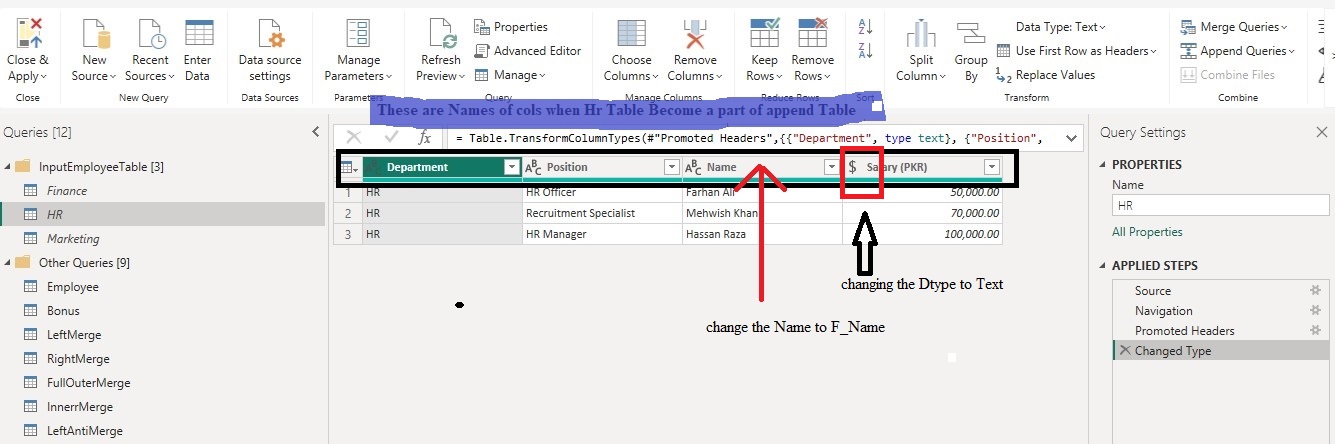 Close & Apply
New Source
Recent Sources
Enter Data
Data source settings
Manage Parameters
Refresh Preview
Properties
Advanced Editor
Manage
Choose Columns
Remove Columns
Keep Rows
Remove Rows
A Z
Z A
Split Column
Group By
Data Type: Text
Use First Row as Headers
1 2 Replace Values
Merge Queries
Append Queries
Combine Files
Close
New Query
Data Sources
Parameters
Query
Manage Columns
Reduce Rows
Sort
Transform
Combine
These are Names of cols when Hr Table Become a part of append Table
Queries [12]
fx = Table.TransformColumnTypes(#"Promoted Headers",{{"Department", type text}, {"Position",
InputEmployeeTable [3]
Finance
HR
Marketing
Other Queries [9]
Employee
Bonus
LeftMerge
RightMerge
FullOuterMerge
InnerrMerge
LeftAntiMerge
Department ABC Position ABC Name $ Salary (PKR)
1 HR HR Officer Farhan Ali 50,000.00
2 HR Recruitment Specialist Mehwish Khan 70,000.00
3 HR HR Manager Hassan Raza 100,000.00
changing the Dtype to Text
change the Name to F_Name
Query Settings
PROPERTIES
Name
HR
All Properties
APPLIED STEPS
Source
Navigation
Promoted Headers
Changed Type